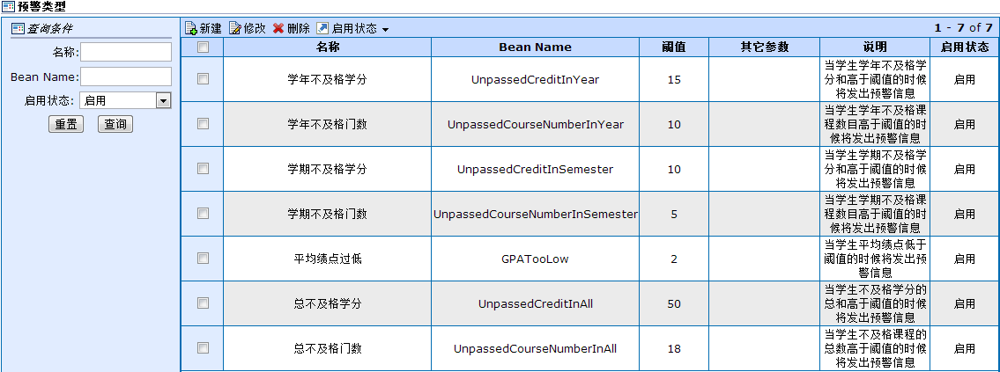 预警类型
查询条件
名称:
Bean Name:
启用状态: 启用
重置 查询
新建 修改 删除 启用状态 1 - 7 of 7
名称 Bean Name 阈值 其它参数 说明 启用状态
学年不及格学分 UnpassedCreditInYear 15 启用
当学生学年不及格学
分和高于阈值的时候
将发出预警信息
学年不及格门数 UnpassedCourseNumberInYear 10 启用
当学生学年不及格课
程数目高于阈值的时
候将发出预警信息
学期不及格学分 UnpassedCreditInSemester 10 启用
当学生学期不及格学
分和高于阈值的时候
将发出预警信息
学期不及格门数 UnpassedCourseNumberInSemester 5 启用
当学生学期不及格课
程数目高于阈值的时
候将发出预警信息
平均绩点过低 GPATooLow 2 启用
当学生平均绩点低于
阈值的时候将发出预
警信息
总不及格学分 UnpassedCreditInAll 50 启用
当学生不及格学分的
总和高于阈值的时候
将发出预警信息
总不及格门数 UnpassedCourseNumberInAll 18 启用
当学生不及格课程的
总数高于阈值的时候
将发出预警信息